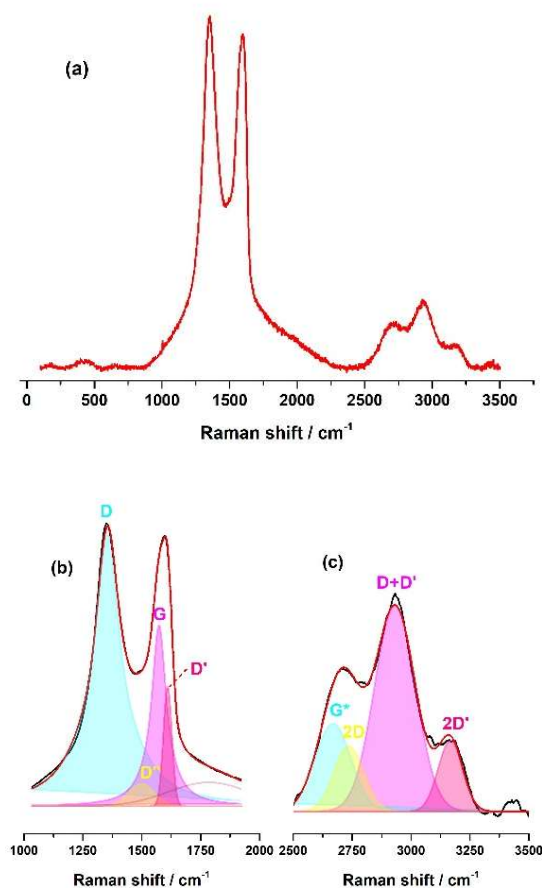 (a)
0 500 1000 1500 2000 2500 3000 3500
Raman shift / cm⁻¹
D
(b)
G
D'
D"
1000 1250 1500 1750 2000
Raman shift / cm⁻¹
(c)
D+D'
G*
2D
2D'
2500 2750 3000 3250 3500
Raman shift / cm⁻¹